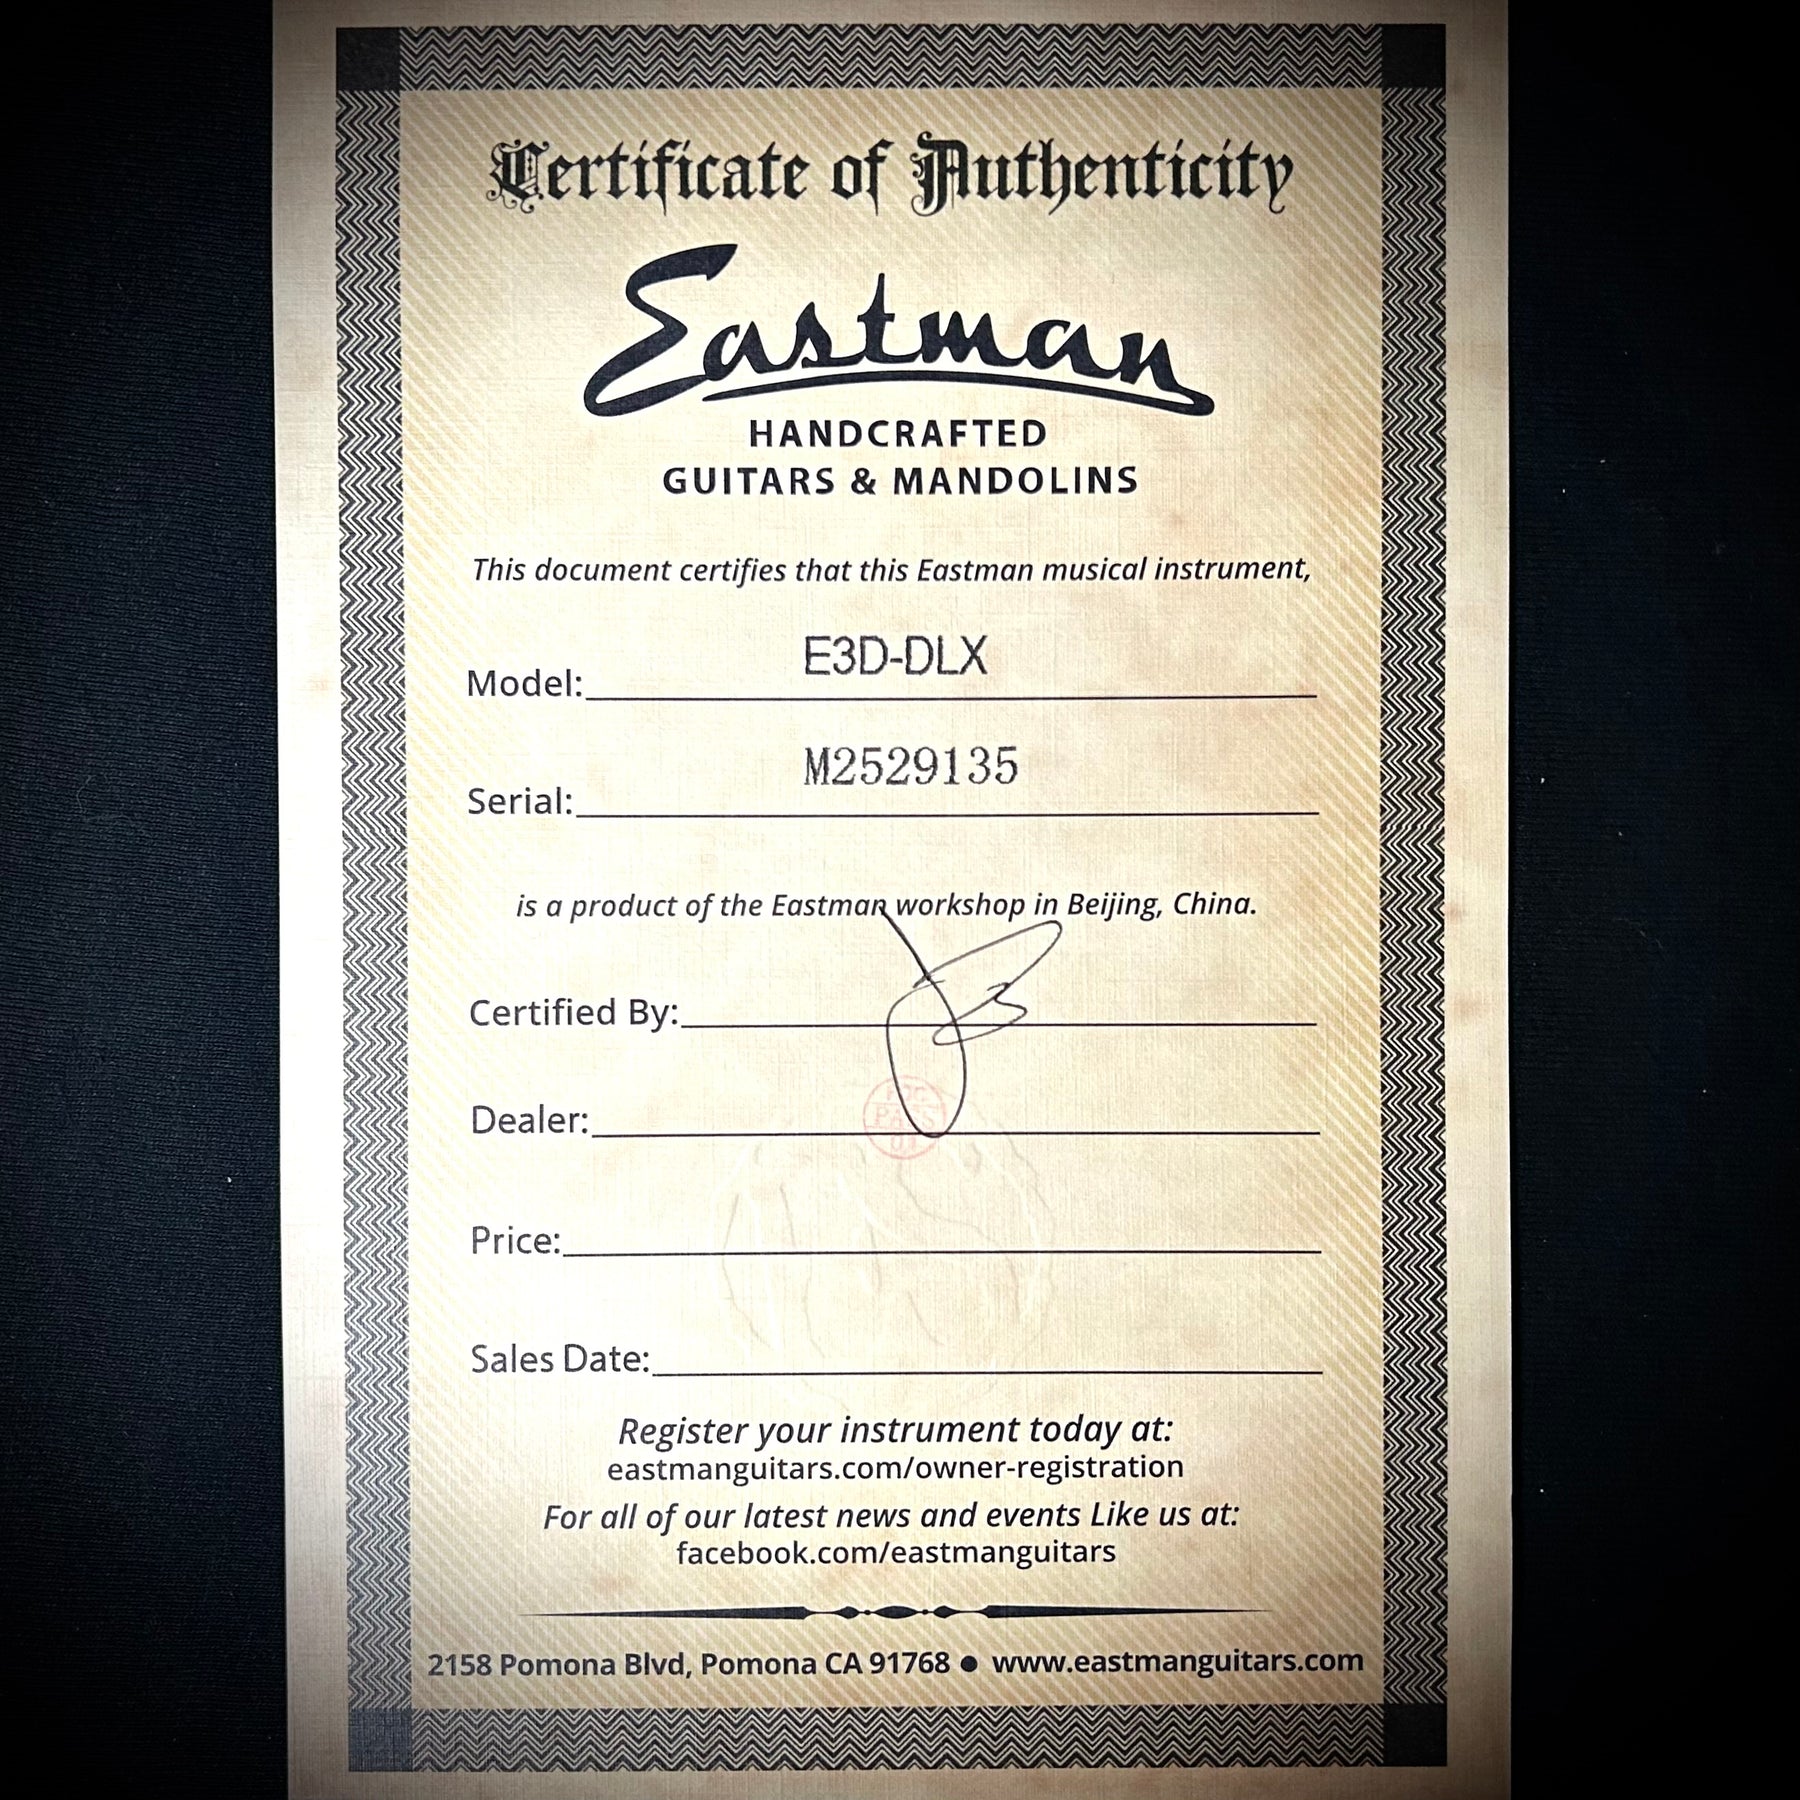 Certificate of Authenticity
Eastman
HANDCRAFTED
GUITARS & MANDOLINS
This document certifies that this Eastman musical instrument,
Model: E3D-DLX
Serial: M2529135
is a product of the Eastman workshop in Beijing, China.
Certified By:
Dealer:
PASS
Price:
Sales Date:
Register your instrument today at:
eastmanguitars.com/owner-registration
For all of our latest news and events Like us at:
facebook.com/eastmanguitars
2158 Pomona Blvd, Pomona CA 91768 ● www.eastmanguitars.com